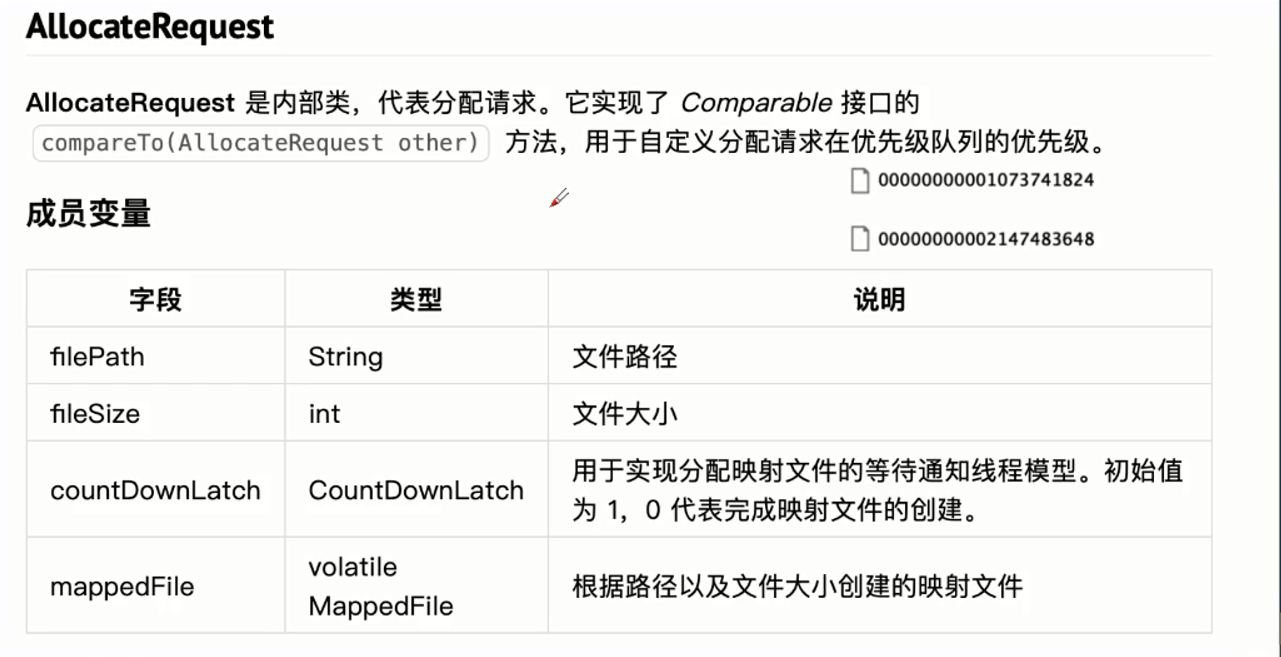 AllocateRequest
AllocateRequest 是内部类，代表分配请求。它实现了 Comparable 接口的
compareTo(AllocateRequest other) 方法，用于自定义分配请求在优先级队列的优先级。
00000000001073741824
成员变量
00000000002147483648
字段 类型 说明
filePath String 文件路径
fileSize int 文件大小
countDownLatch CountDownLatch 用于实现分配映射文件的等待通知线程模型。初始值
为 1，0 代表完成映射文件的创建。
mappedFile volatile
MappedFile 根据路径以及文件大小创建的映射文件